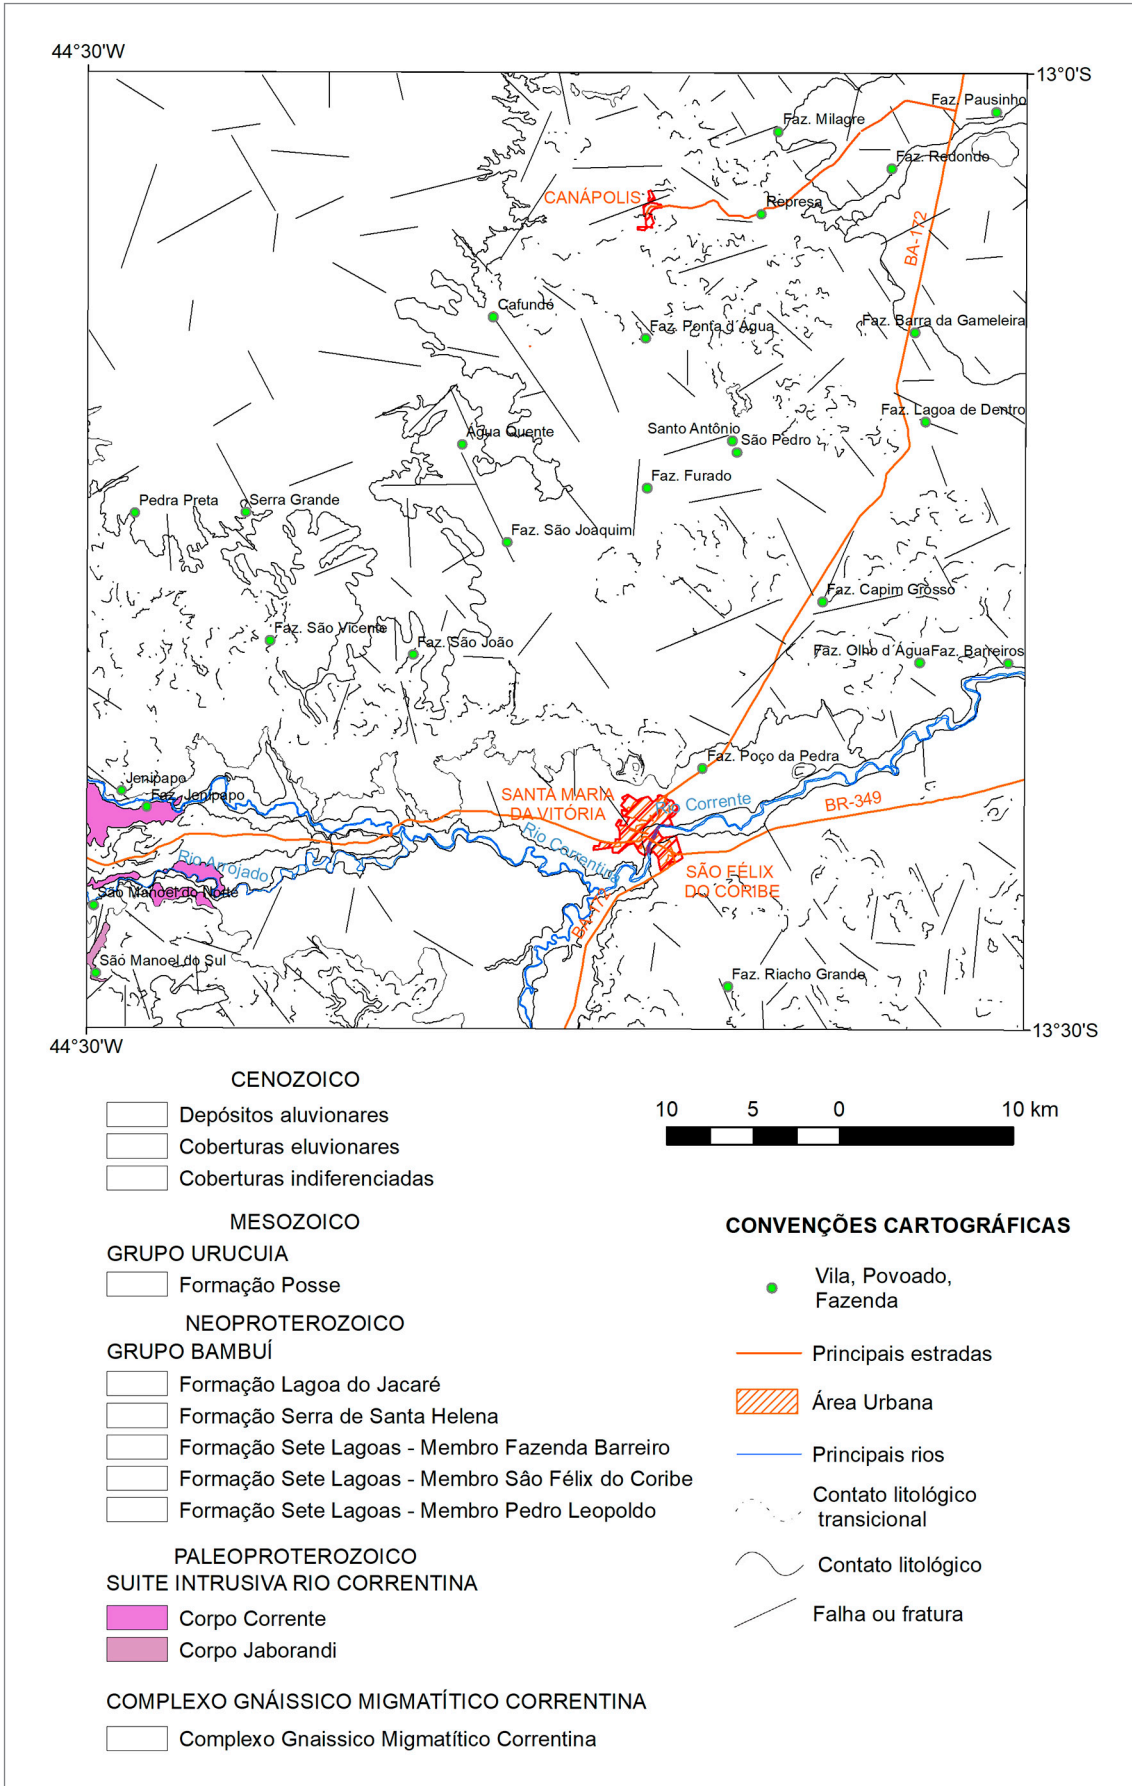 44°30'W
13°0'S
Faz. Pausinho
Faz. Milagre
Faz. Redondo
CANÁPOLIS
Represa
BA-172
Cafundó
Faz. Ponta d´Água
Faz. Barra da Gameleira
Faz. Lagoa de Dentro
Santo Antônio
São Pedro
Água Quente
Faz. Furado
Pedra Preta
Serra Grande
Faz. São Joaquim
Faz. Capim Grosso
Faz. São Vicente
Faz. São João
Faz. Olho d´Água
Faz. Barreiros
Faz. Poço da Pedra
Jenipapo
Faz. Jenipapo
SANTA MARIA
DA VITÓRIA
Rio Corrente
BR-349
Rio Correntina
Rio Arrojado
SÃO FÉLIX
DO CORIBE
São Manoel do Norte
BA-172
São Manoel do Sul
Faz. Riacho Grande
44°30'W
13°30'S
CENOZOICO
Depósitos aluvionares
Coberturas eluvionares
Coberturas indiferenciadas
MESOZOICO
GRUPO URUCUIA
Formação Posse
NEOPROTEROZOICO
GRUPO BAMBUÍ
Formação Lagoa do Jacaré
Formação Serra de Santa Helena
Formação Sete Lagoas - Membro Fazenda Barreiro
Formação Sete Lagoas - Membro Sâo Félix do Coribe
Formação Sete Lagoas - Membro Pedro Leopoldo
PALEOPROTEROZOICO
SUITE INTRUSIVA RIO CORRENTINA
Corpo Corrente
Corpo Jaborandi
COMPLEXO GNÁISSICO MIGMATÍTICO CORRENTINA
Complexo Gnaissico Migmatítico Correntina
10 5 0 10 km
CONVENÇÕES CARTOGRÁFICAS
Vila, Povoado,
Fazenda
Principais estradas
Área Urbana
Principais rios
Contato litológico
transicional
Contato litológico
Falha ou fratura